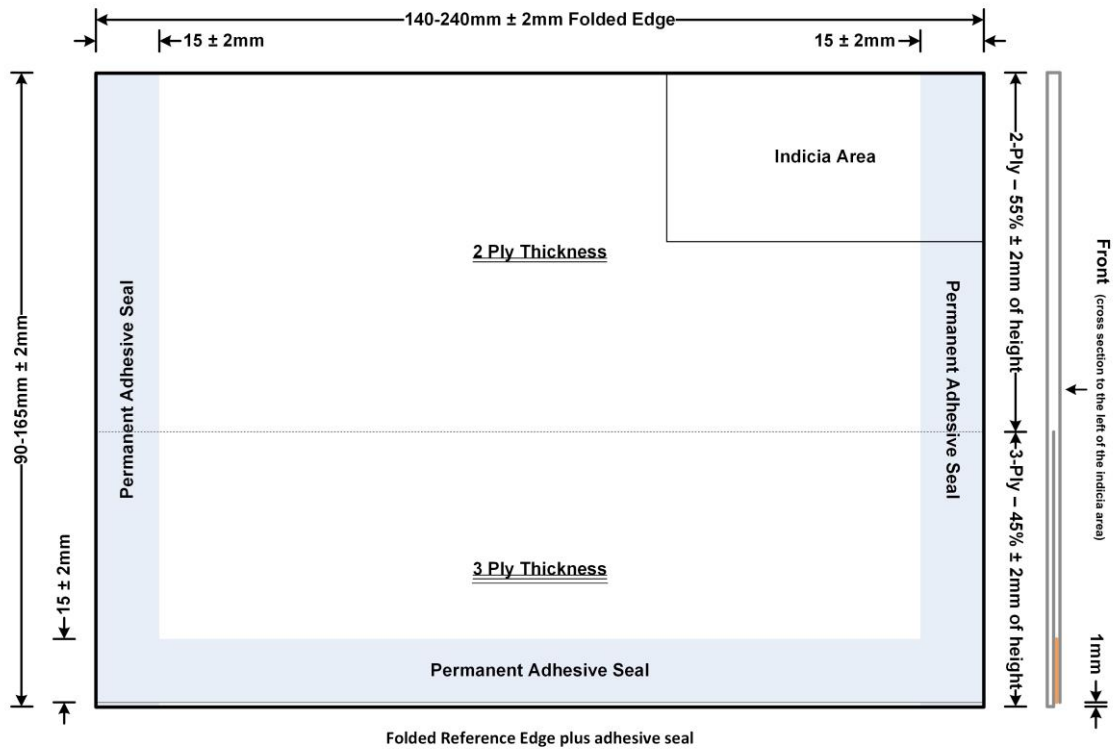 140-240mm ± 2mm Folded Edge
15 ± 2mm
15 ± 2mm
Indicia Area
2 Ply Thickness
2-Ply – 55% ± 2mm of height
Front (cross section to the left of the indicia area)
90-165mm ± 2mm
Permanent Adhesive Seal
Permanent Adhesive Seal
3 Ply Thickness
3-Ply – 45% ± 2mm of height
15 ± 2mm
1mm
Permanent Adhesive Seal
Folded Reference Edge plus adhesive seal